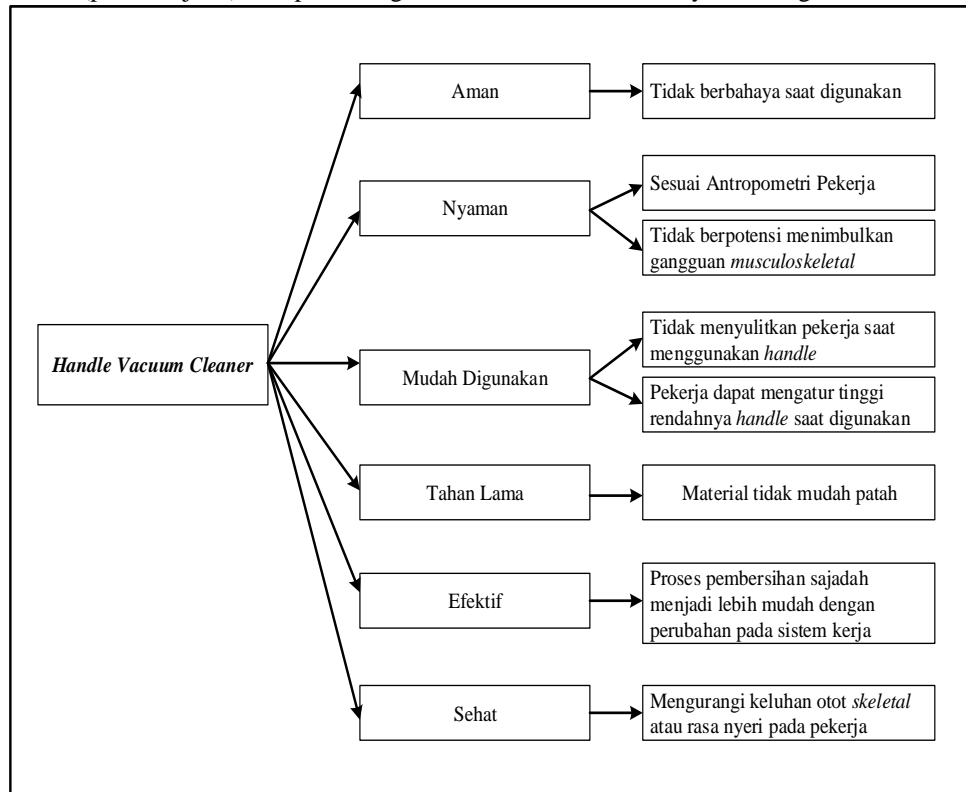 Aman
Tidak berbahaya saat digunakan
Nyaman
Sesuai Antropometri Pekerja
Tidak berpotensi menimbulkan
gangguan musculoskeletal
Handle Vacuum Cleaner
Mudah Digunakan
Tidak menyulitkan pekerja saat
menggunakan handle
Pekerja dapat mengatur tinggi
rendahnya handle saat digunakan
Tahan Lama
Material tidak mudah patah
Efektif
Proses pembersihan sajadah
menjadi lebih mudah dengan
perubahan pada sistem kerja
Sehat
Mengurangi keluhan otot skeletal
atau rasa nyeri pada pekerja